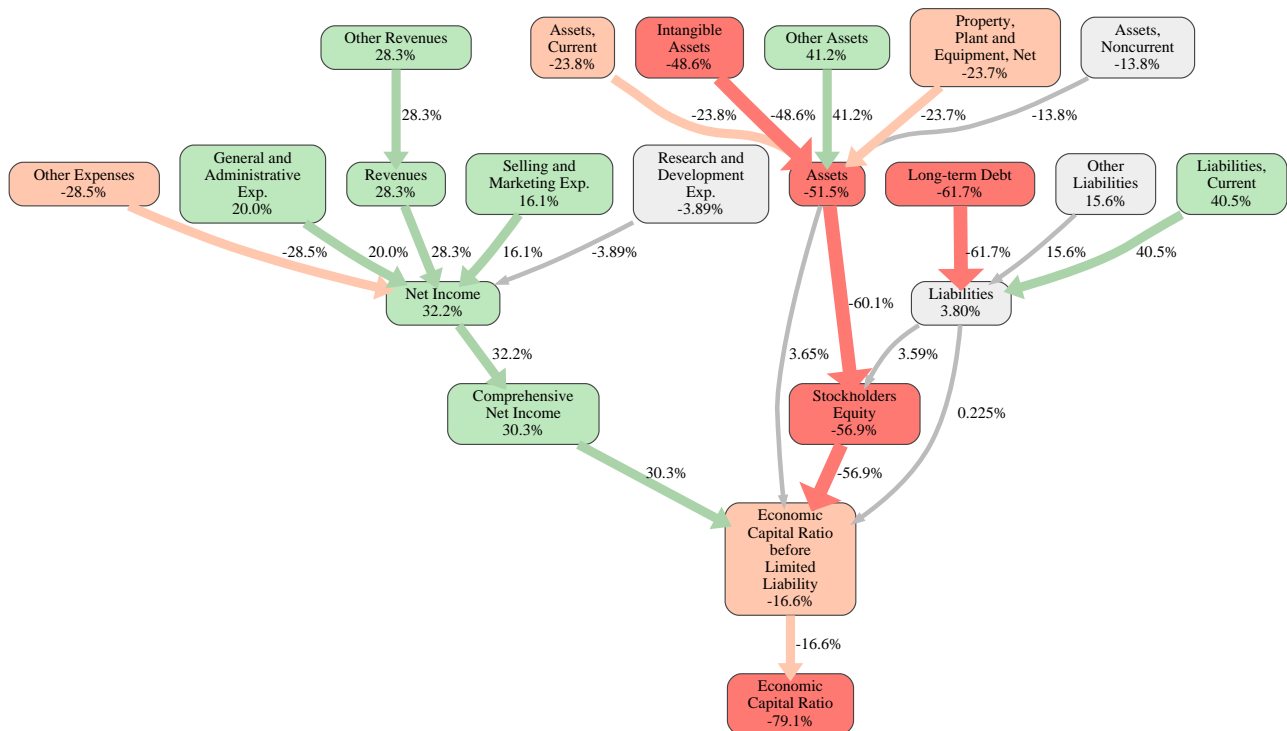 Other Revenues
28.3%
Assets,
Current
-23.8%
Intangible
Assets
-48.6%
Other Assets
41.2%
Property,
Plant and
Equipment, Net
-23.7%
Assets,
Noncurrent
-13.8%
28.3%
-23.8%
-48.6%
41.2%
-23.7%
-13.8%
Other Expenses
-28.5%
General and
Administrative
Exp.
20.0%
Revenues
28.3%
Selling and
Marketing Exp.
16.1%
Research and
Development
Exp.
-3.89%
Assets
-51.5%
Long-term Debt
-61.7%
Other
Liabilities
15.6%
Liabilities,
Current
40.5%
-28.5%
20.0%
28.3%
16.1%
-3.89%
-61.7%
15.6%
40.5%
Net Income
32.2%
-60.1%
Liabilities
3.80%
32.2%
3.65%
3.59%
0.225%
Comprehensive
Net Income
30.3%
Stockholders
Equity
-56.9%
30.3%
-56.9%
Economic
Capital Ratio
before
Limited
Liability
-16.6%
-16.6%
Economic
Capital Ratio
-79.1%